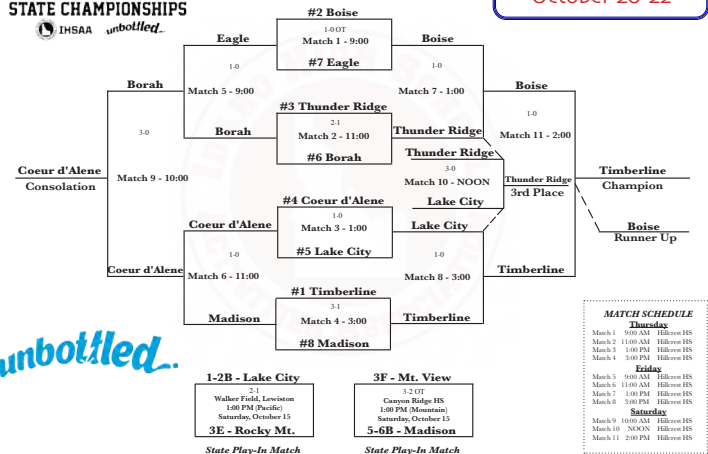 STATE CHAMPIONSHIPS
IHSAA unbottled.
October 20-22
#2 Boise
1-0 OT
Match 1 - 9:00
#7 Eagle
Eagle
Boise
1-0
Match 5 - 9:00
1-0
Match 7 - 1:00
Borah
Boise
#3 Thunder Ridge
2-1
Match 2 - 11:00
#6 Borah
Borah
Thunder Ridge
1-0
Match 11 - 2:00
3-0
Match 9 - 10:00
Thunder Ridge
3-0
Match 10 - NOON
Lake City
Coeur d'Alene
Consolation
Thunder Ridge
3rd Place
Timberline
Champion
#4 Coeur d'Alene
1-0
Match 3 - 1:00
#5 Lake City
Coeur d'Alene
Lake City
Boise
Runner Up
1-0
Match 6 - 11:00
1-0
Match 8 - 3:00
Coeur d'Alene
Timberline
#1 Timberline
3-1
Match 4 - 3:00
#8 Madison
Madison
Timberline
unbottled.
1-2B - Lake City
2-1
Walker Field, Lewiston
1:00 PM (Pacific)
Saturday, October 15
3E - Rocky Mt.
State Play-In Match
3F - Mt. View
3-2 OT
Canyon Ridge HS
1:00 PM (Mountain)
Saturday, October 15
5-6B - Madison
State Play-In Match
MATCH SCHEDULE
Thursday
Match 1 9:00 AM Hillcrest HS
Match 2 11:00 AM Hillcrest HS
Match 3 1:00 PM Hillcrest HS
Match 4 3:00 PM Hillcrest HS
Friday
Match 5 9:00 AM Hillcrest HS
Match 6 11:00 AM Hillcrest HS
Match 7 1:00 PM Hillcrest HS
Match 8 3:00 PM Hillcrest HS
Saturday
Match 9 10:00 AM Hillcrest HS
Match 10 NOON Hillcrest HS
Match 11 2:00 PM Hillcrest HS